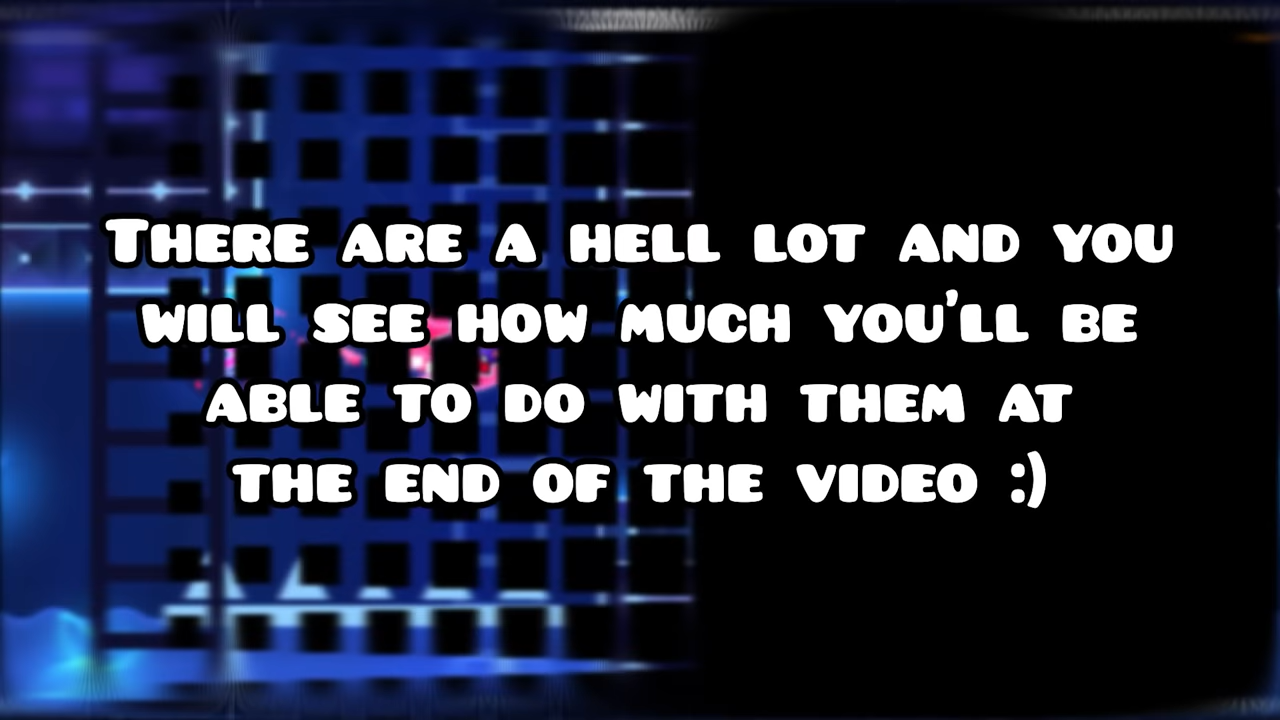 There are a hell lot and you
will see how much you'll be
able to do with them at
the end of the video :)